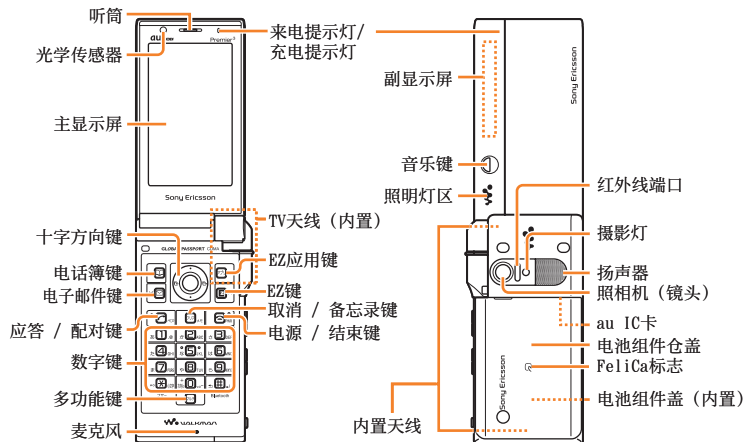 听筒
光学传感器
主显示屏
十字方向键
电话簿键
电子邮件键
应答 / 配对键
数字键
多功能键
麦克风
au
Premier³
Sony Ericsson
GLOBAL PASSPORT CDMA
W. WALKMAN
Bluetooth
来电提示灯/
充电提示灯
TV天线（内置）
EZ应用键
EZ键
取消 / 备忘录键
电源 / 结束键
副显示屏
音乐键
照明灯区
内置天线
Sony Ericsson
Sony Ericsson
红外线端口
摄影灯
扬声器
照相机（镜头）
au IC卡
电池组件仓盖
FeliCa标志
电池组件盖（内置）